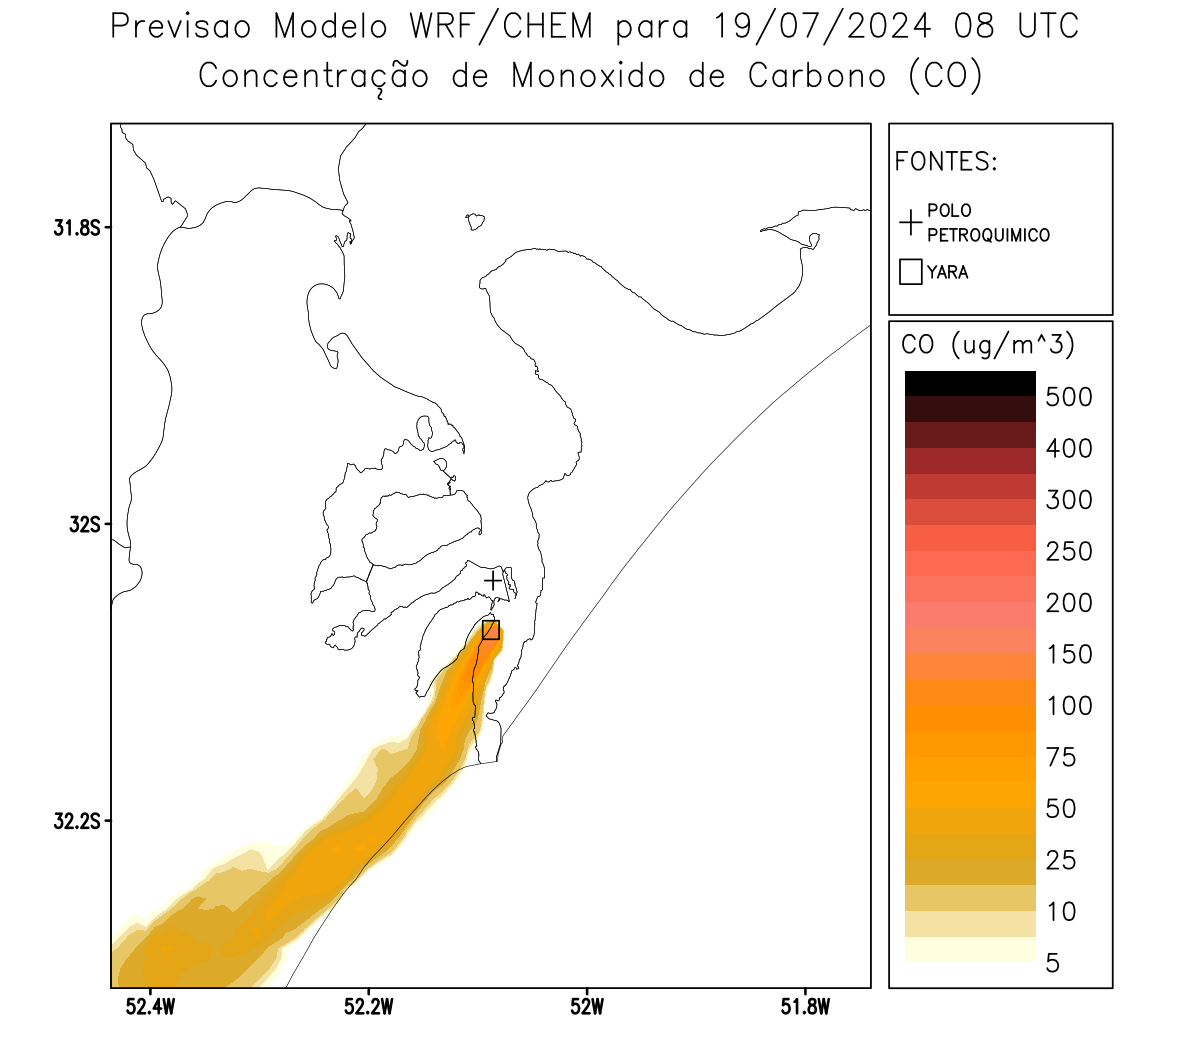 Previsao Modelo WRF/CHEM para 19/07/2024 08 UTC
Concentração de Monoxido de Carbono (CO)
FONTES:
POLO
PETROQUIMICO
YARA
CO (ug/m^3)
500
400
300
250
200
150
100
75
50
25
10
5
31.8S
32S
32.2S
52.4W
52.2W
52W
51.8W